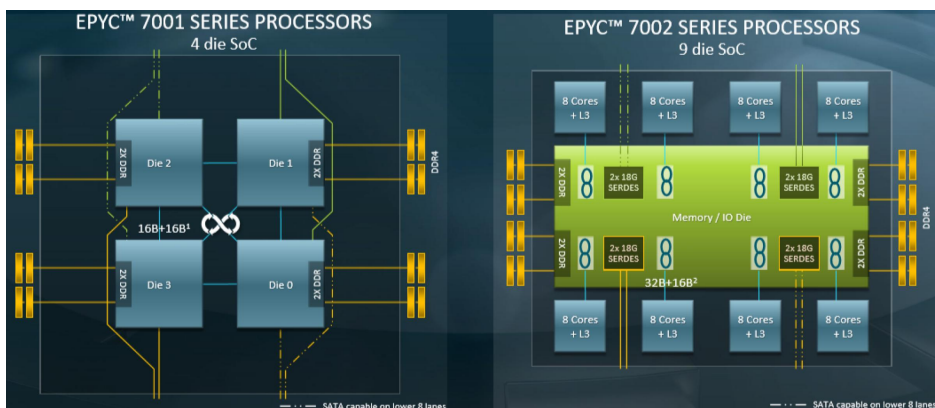 EPYC™ 7001 SERIES PROCESSORS
4 die SoC
Die 2
2X DDR
Die 1
2X DDR
DDR4
16B+16B¹
Die 3
2X DDR
Die 0
2X DDR
SATA capable on lower 8 lanes
EPYC™ 7002 SERIES PROCESSORS
9 die SoC
8 Cores
+ L3
8 Cores
+ L3
8 Cores
+ L3
8 Cores
+ L3
2X DDR
2x 18G
SERDES
2x 18G
SERDES
2X DDR
Memory / IO Die
DDR4
2X DDR
2x 18G
SERDES
2x 18G
SERDES
2X DDR
32B+16B²
8 Cores
+ L3
8 Cores
+ L3
8 Cores
+ L3
8 Cores
+ L3
SATA capable on lower 8 lanes